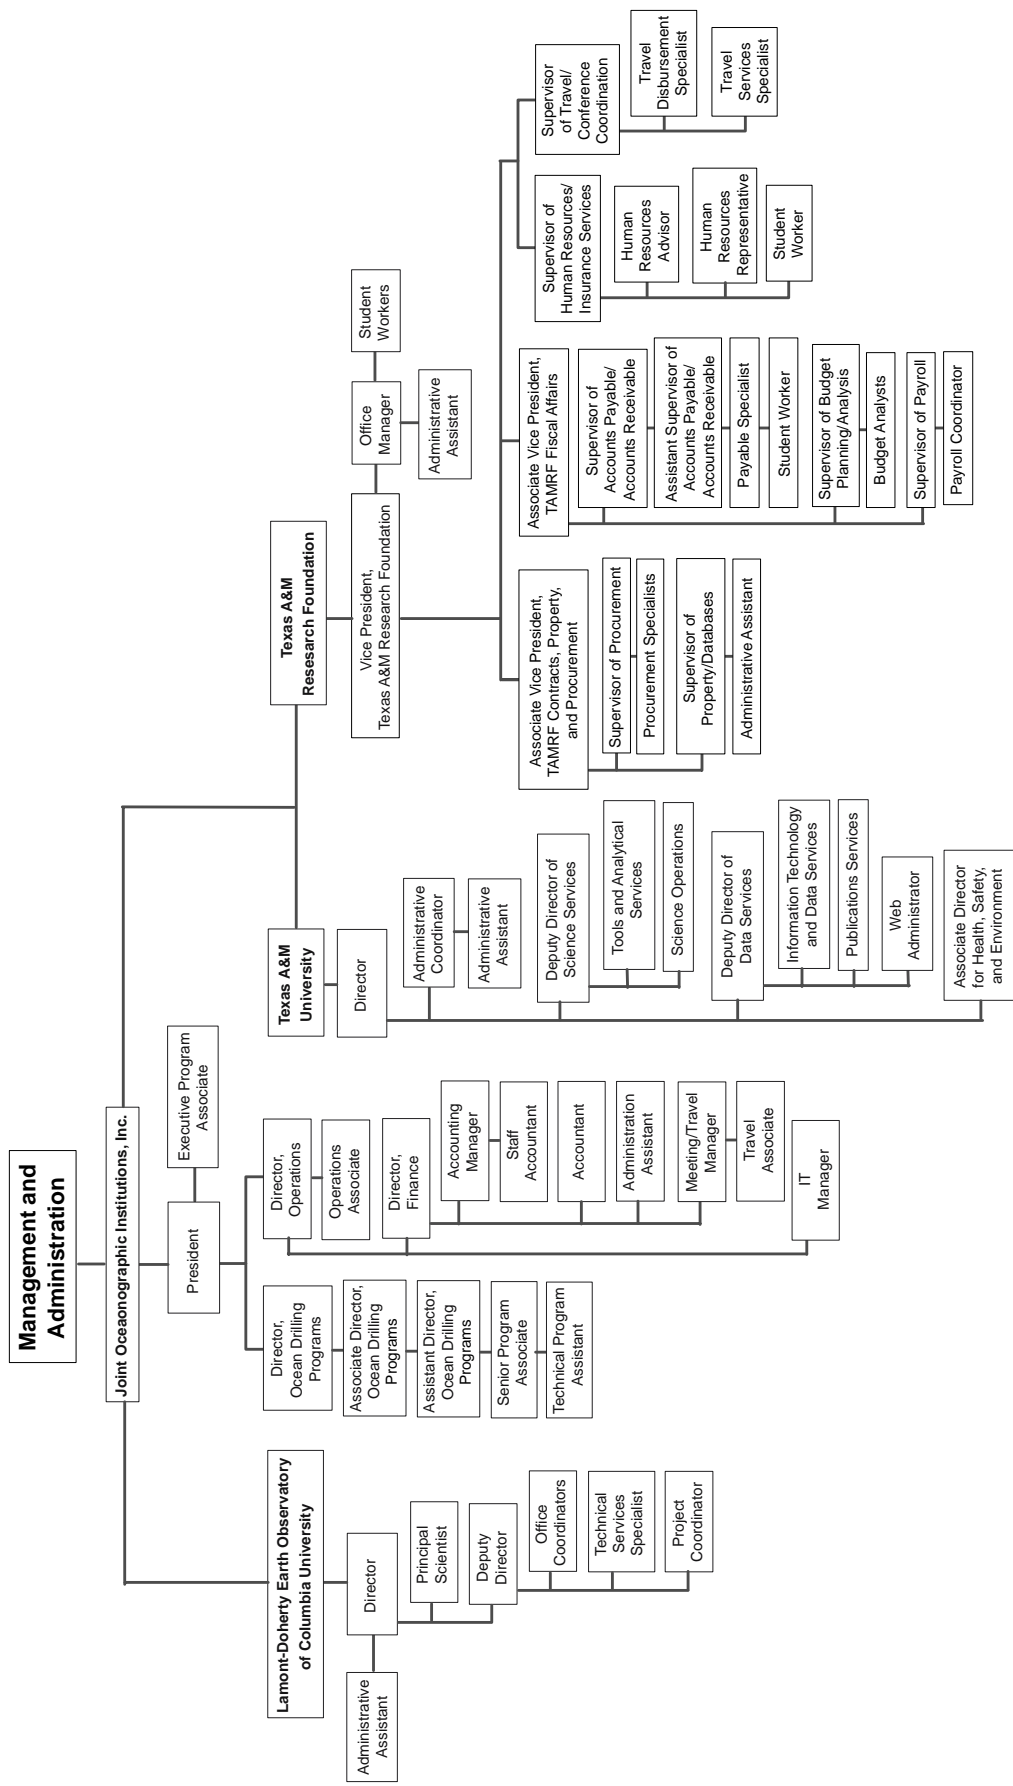 Management and
Administration
Joint Oceaonographic Institutions, Inc.
Lamont-Doherty Earth Observatory
of Columbia University
Director
Administrative
Assistant
Principal
Scientist
Deputy
Director
Office
Coordinators
Technical
Services
Specialist
Project
Coordinator
President
Executive Program
Associate
Director,
Ocean Drilling
Programs
Associate Director,
Ocean Drilling
Programs
Assistant Director,
Ocean Drilling
Programs
Senior Program
Associate
Technical Program
Assistant
Director,
Operations
Operations
Associate
Director,
Finance
Accounting
Manager
Staff
Accountant
Accountant
Administration
Assistant
Meeting/Travel
Manager
Travel
Associate
IT
Manager
Texas A&M
University
Director
Administrative
Coordinator
Administrative
Assistant
Deputy Director of
Science Services
Tools and Analytical
Services
Science Operations
Deputy Director of
Data Services
Information Technology
and Data Services
Publications Services
Web
Administrator
Associate Director
for Health, Safety,
and Environment
Texas A&M
Resesarch Foundation
Vice President,
Texas A&M Research Foundation
Office
Manager
Student
Workers
Administrative
Assistant
Associate Vice President,
TAMRF Contracts, Property,
and Procurement
Supervisor of Procurement
Procurement Specialists
Supervisor of
Property/Databases
Administrative Assistant
Associate Vice President,
TAMRF Fiscal Affairs
Supervisor of
Accounts Payable/
Accounts Receivable
Assistant Supervisor of
Accounts Payable/
Accounts Receivable
Payable Specialist
Student Worker
Supervisor of Budget
Planning/Analysis
Budget Analysts
Supervisor of Payroll
Payroll Coordinator
Supervisor of
Human Resources/
Insurance Services
Human
Resources
Advisor
Human
Resources
Representative
Student
Worker
Supervisor
of Travel/
Conference
Coordination
Travel
Disbursement
Specialist
Travel
Services
Specialist